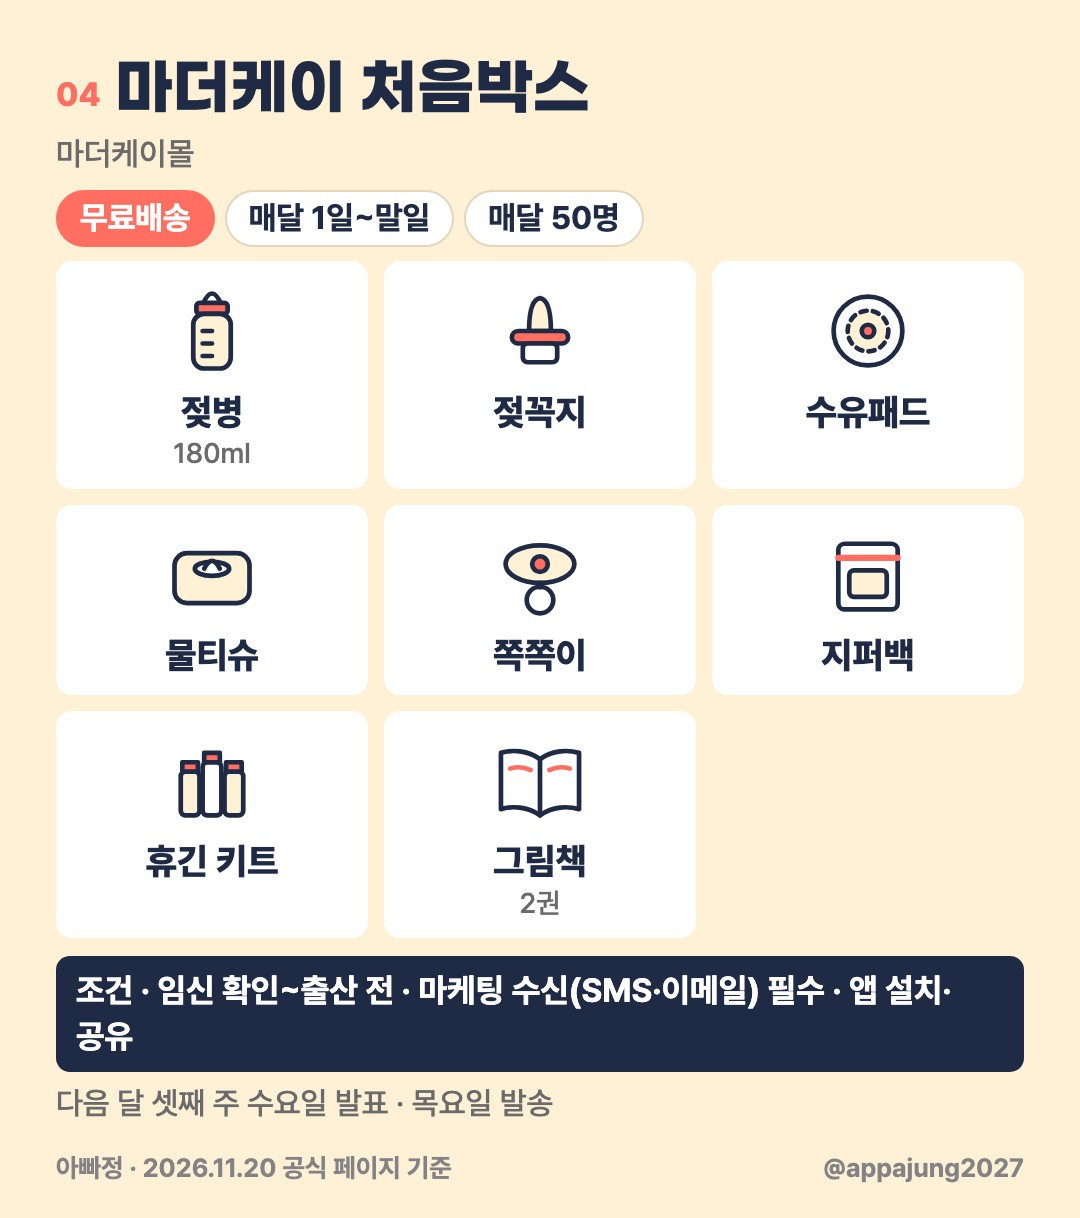 04 마더케이 처음박스
마더케이몰
무료배송 매달 1일~말일 매달 50명
젖병 젖꼭지 수유패드
180ml
물티슈 쪽쪽이 지퍼백
휴긴 키트 그림책
2권
조건 · 임신 확인~출산 전 · 마케팅 수신(SMS·이메일) 필수 · 앱 설치·
공유
다음 달 셋째 주 수요일 발표 · 목요일 발송
아빠정 · 2026.11.20 공식 페이지 기준 @appajung2027